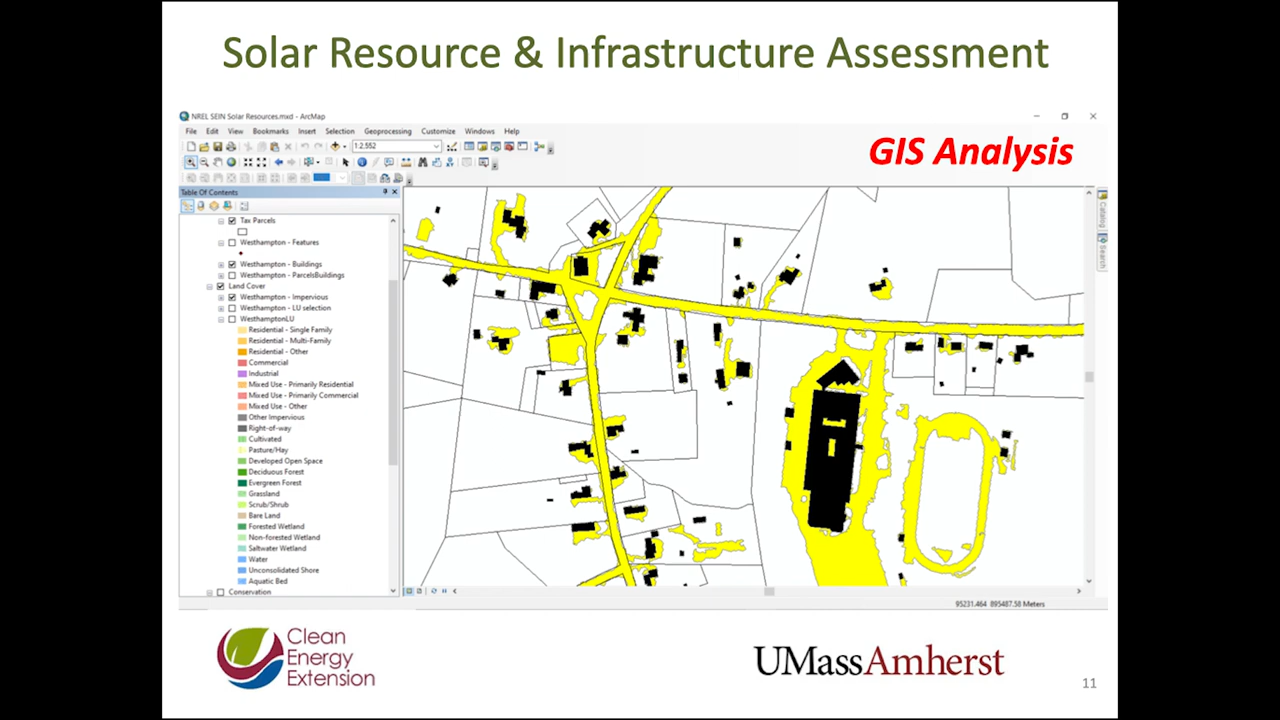 Solar Resource & Infrastructure Assessment
NREL SEIN Solar Resources.mxd - ArcMap
File Edit View Bookmarks Insert Selection Geoprocessing Customize Windows Help
1:2,552
GIS Analysis
Table Of Contents
Tax Parcels
Westhampton - Features
Westhampton - Buildings
Westhampton - ParcelsBuildings
Land Cover
Westhampton - Impervious
Westhampton - LU selection
WesthamptonLU
Residential - Single Family
Residential - Multi-Family
Residential - Other
Commercial
Industrial
Mixed Use - Primarily Residential
Mixed Use - Primarily Commercial
Mixed Use - Other
Other Impervious
Right-of-way
Cultivated
Pasture/Hay
Developed Open Space
Deciduous Forest
Evergreen Forest
Grassland
Scrub/Shrub
Bare Land
Forested Wetland
Non-forested Wetland
Saltwater Wetland
Water
Unconsolidated Shore
Aquatic Bed
Conservation
Catalog
Search
95231.464 895487.58 Meters
Clean
Energy
Extension
UMassAmherst
11